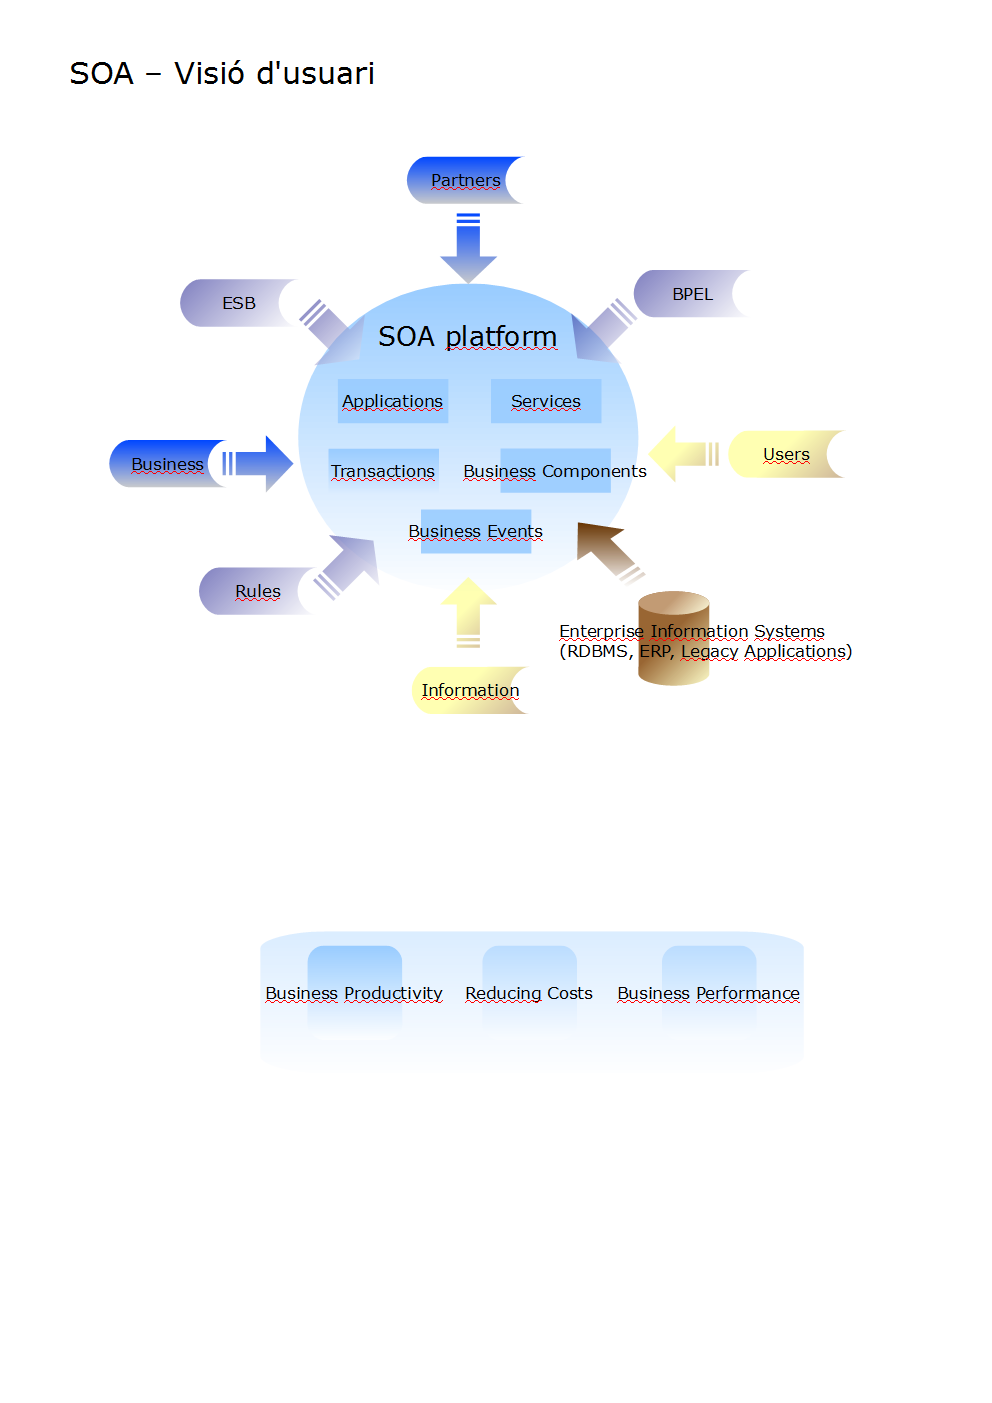 SOA – Visió d'usuari
Partners
ESB
BPEL
SOA platform
Applications
Services
Business
Transactions
Business Components
Users
Business Events
Rules
Enterprise Information Systems
(RDBMS, ERP, Legacy Applications)
Information
Business Productivity
Reducing Costs
Business Performance